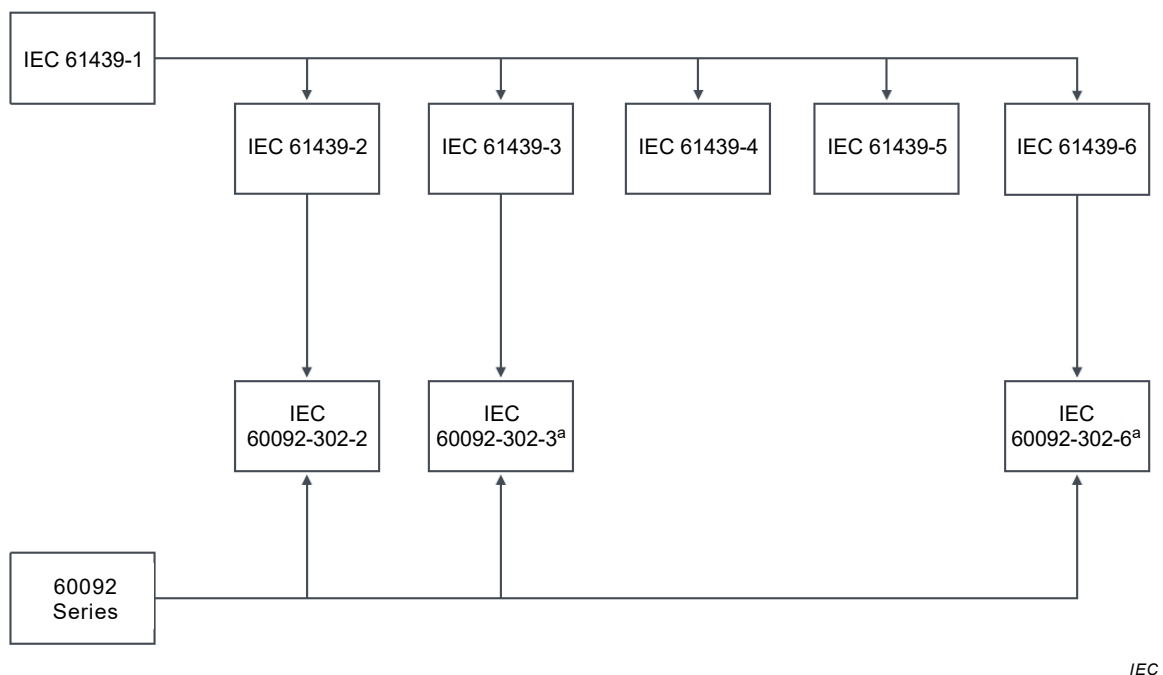 IEC 61439-1
IEC 61439-2
IEC 61439-3
IEC 61439-4
IEC 61439-5
IEC 61439-6
IEC
60092-302-2
IEC
60092-302-3ᵃ
IEC
60092-302-6ᵃ
60092
Series
IEC